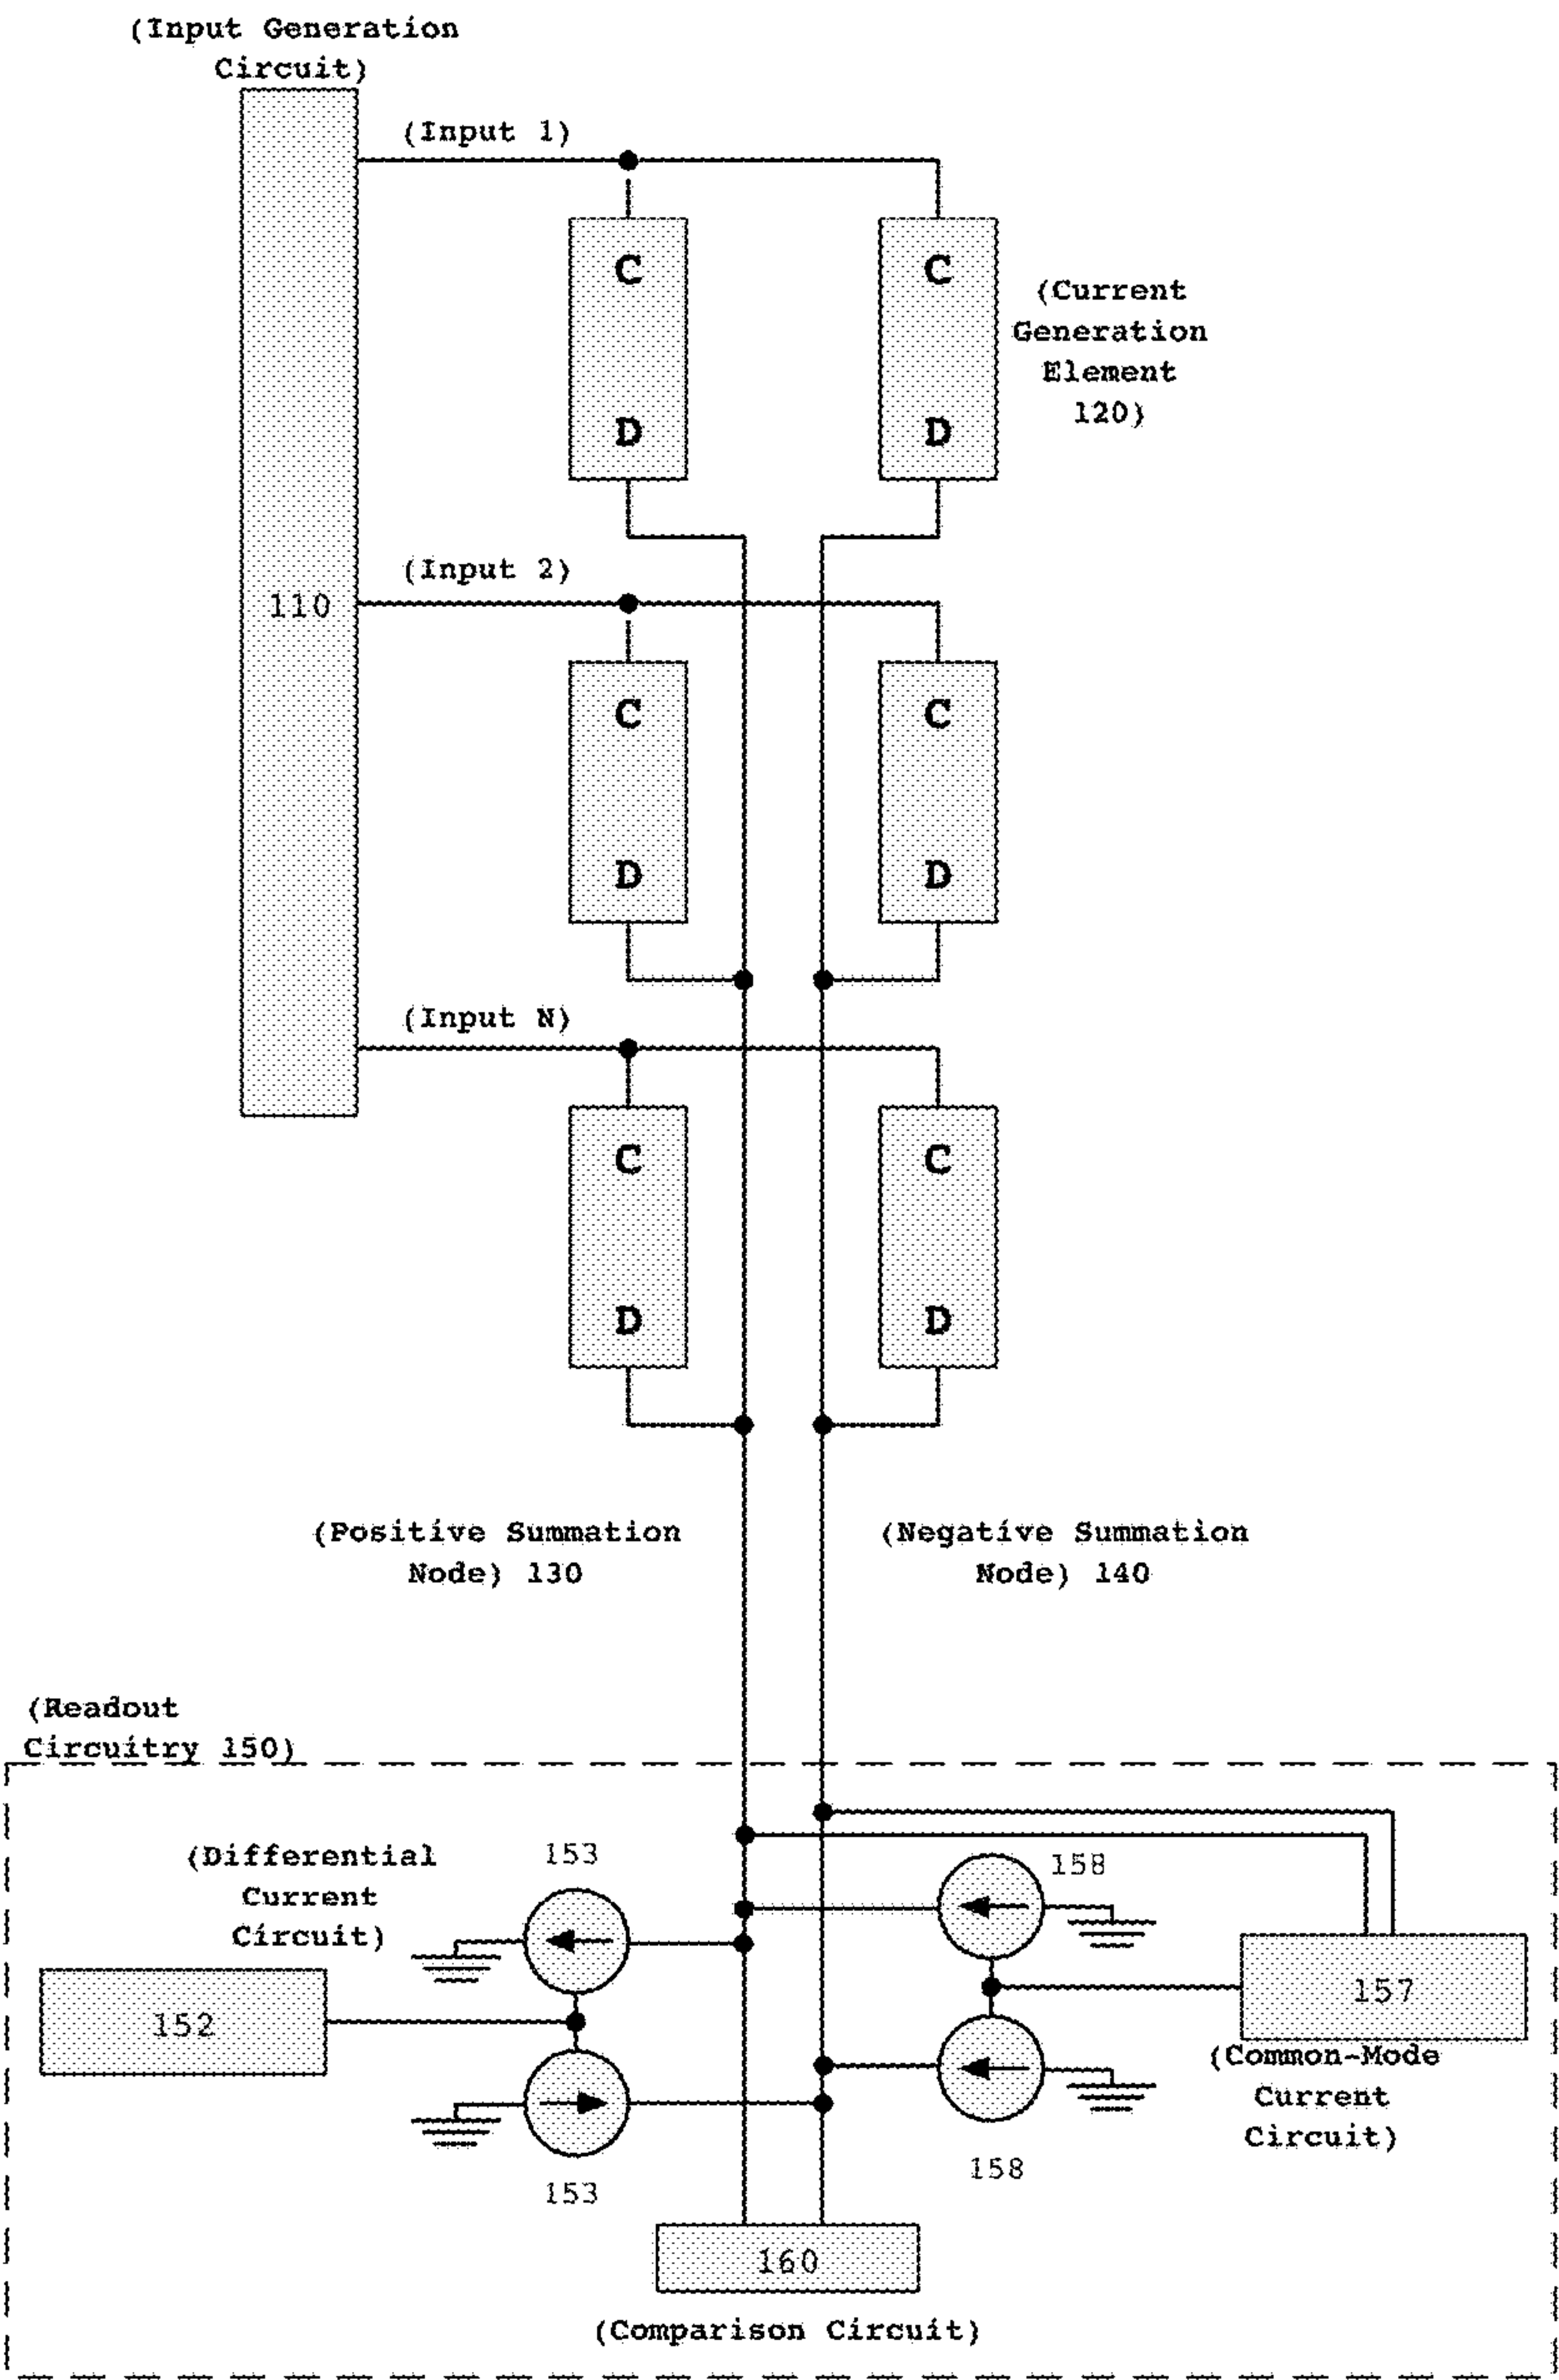 (Input Generation
Circuit)
(Input 1)
C
C
(Current
Generation
Element
120)
D
D
(Input 2)
110
C
C
D
D
(Input N)
C
C
D
D
(Positive Summation
Node) 130
(Negative Summation
Node) 140
(Readout
Circuitry 150)
(Differential
Current
Circuit)
153
158
152
157
(Common-Mode
Current
Circuit)
153
158
160
(Comparison Circuit)